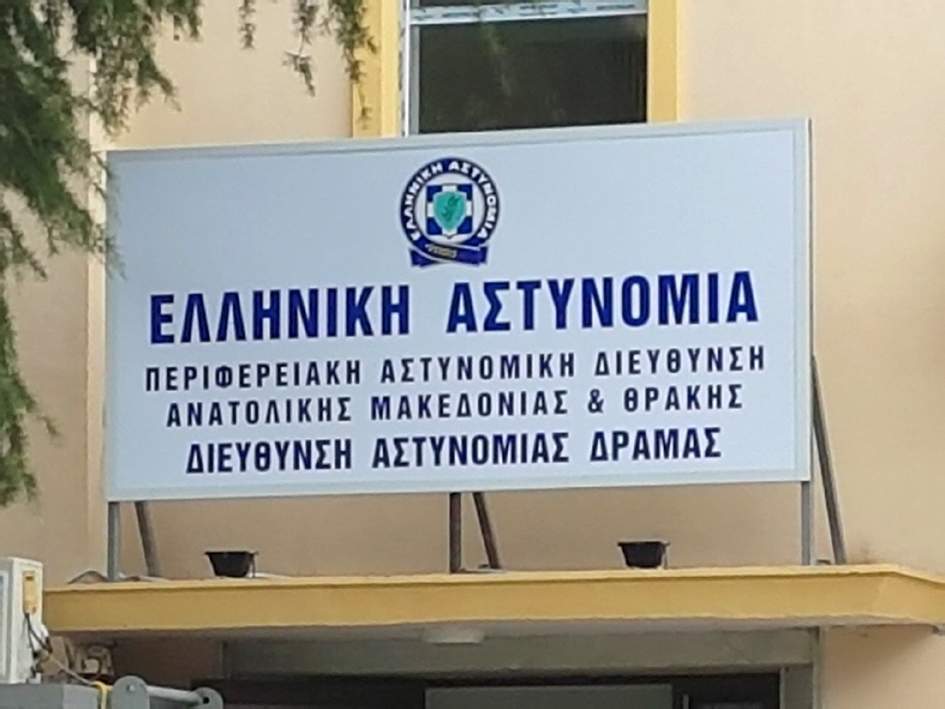 ΕΛΛΗΝΙΚΗ ΑΣΤΥΝΟΜΙΑ
ΕΛΛΗΝΙΚΗ ΑΣΤΥΝΟΜΙΑ
ΠΕΡΙΦΕΡΕΙΑΚΗ ΑΣΤΥΝΟΜΙΚΗ ΔΙΕΥΘΥΝΣΗ
ΑΝΑΤΟΛΙΚΗΣ ΜΑΚΕΔΟΝΙΑΣ & ΘΡΑΚΗΣ
ΔΙΕΥΘΥΝΣΗ ΑΣΤΥΝΟΜΙΑΣ ΔΡΑΜΑΣ